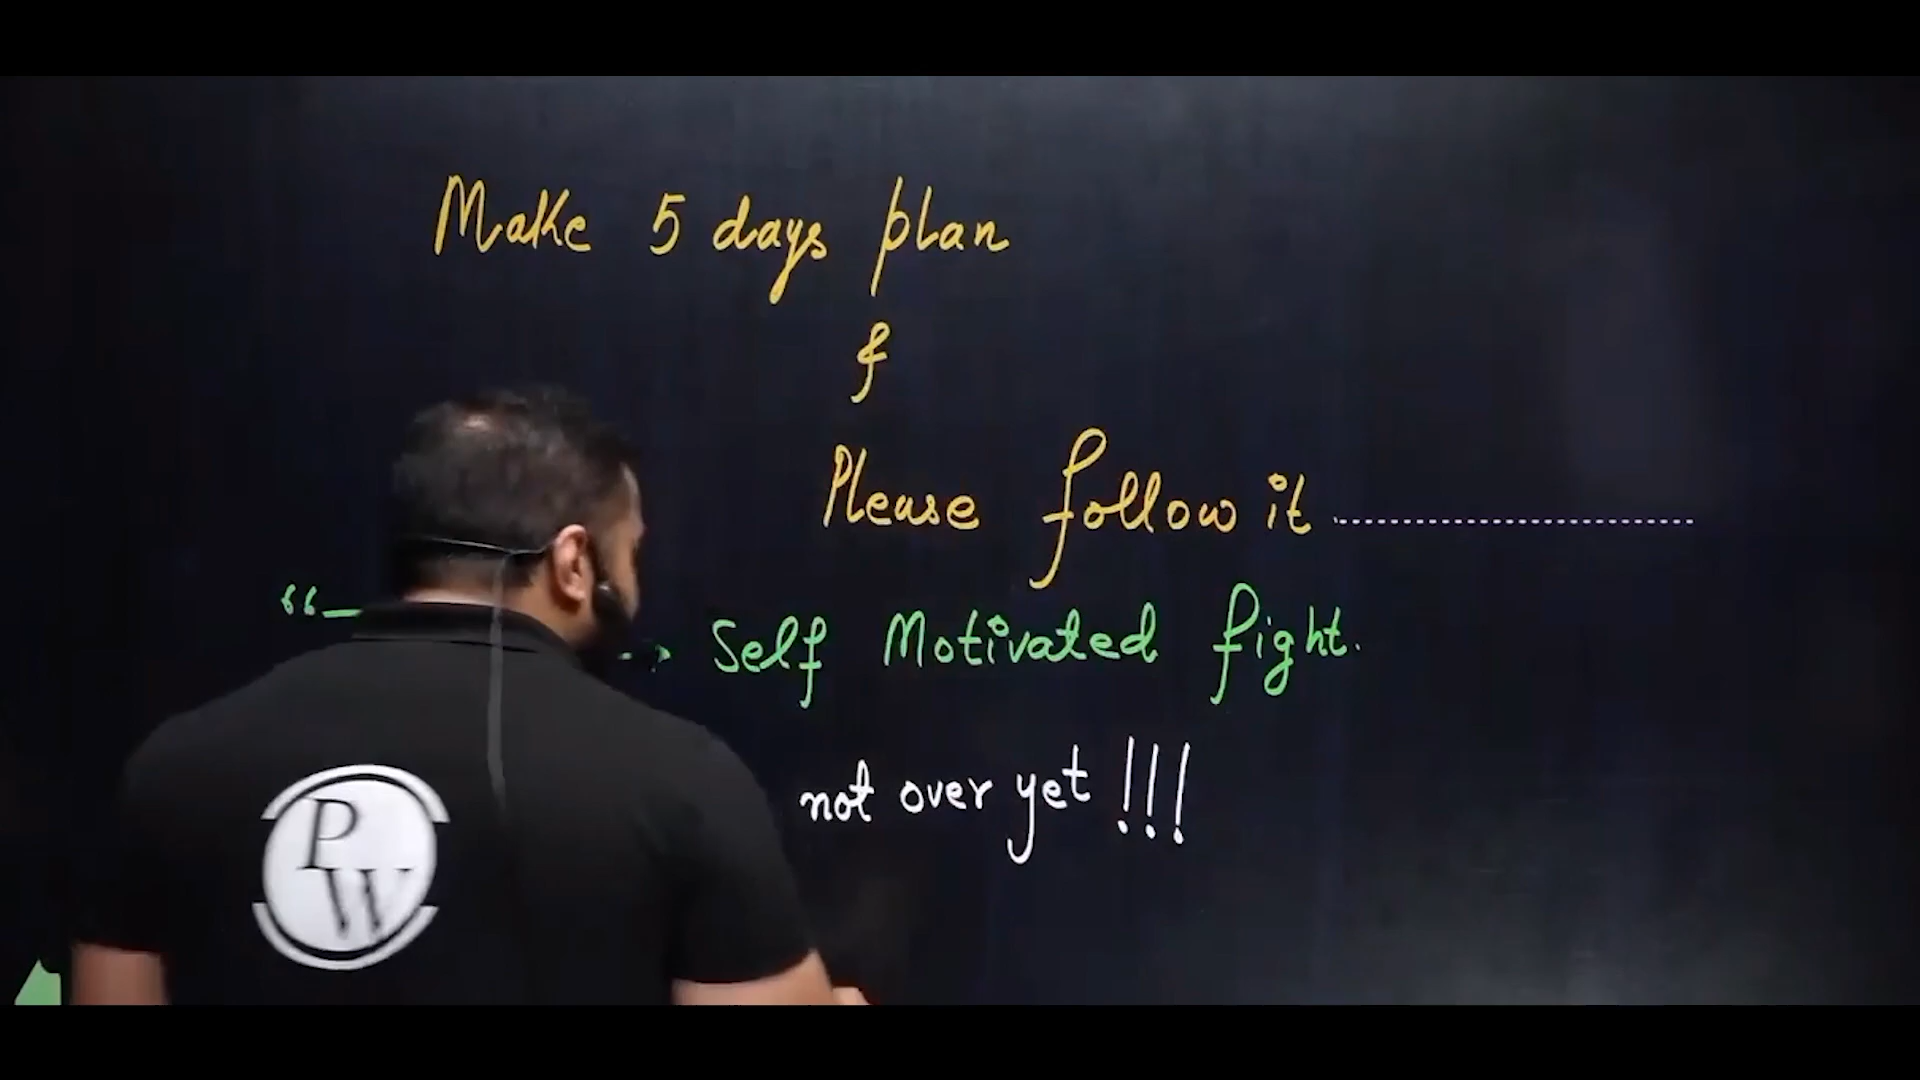 Make 5 days plan
&
Please follow it ..............................
“— → Self Motivated fight.
not over yet !!!
PW